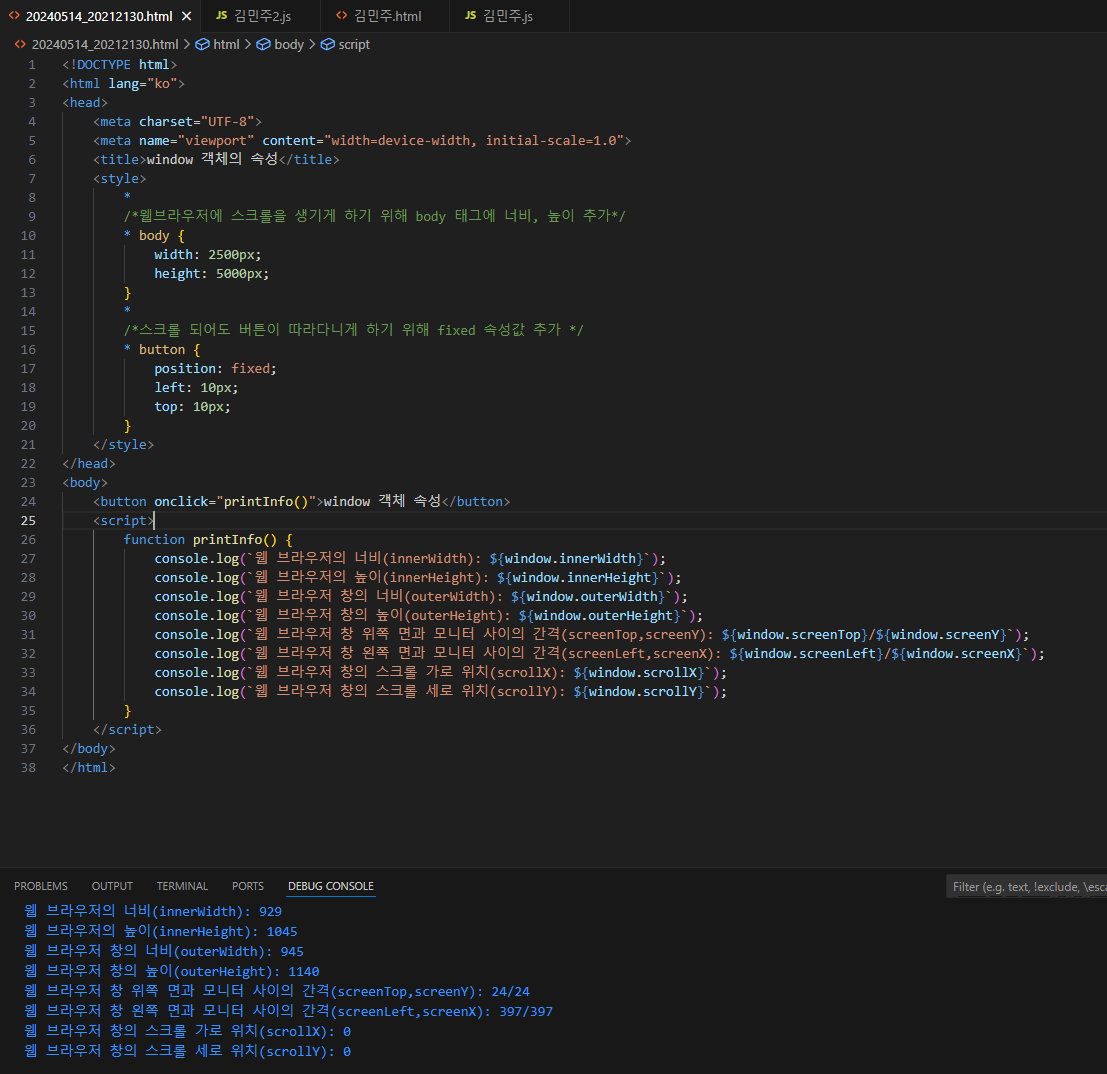 20240514_20212130.html
JS 김민주2.js
김민주.html
JS 김민주.js
20240514_20212130.html > html > body > script
1 <!DOCTYPE html>
2 <html lang="ko">
3 <head>
4 <meta charset="UTF-8">
5 <meta name="viewport" content="width=device-width, initial-scale=1.0">
6 <title>window 객체의 속성</title>
7 <style>
8 *
9 /*웹브라우저에 스크롤을 생기게 하기 위해 body 태그에 너비, 높이 추가*/
10 * body {
11 width: 2500px;
12 height: 5000px;
13 }
14 *
15 /*스크롤 되어도 버튼이 따라다니게 하기 위해 fixed 속성값 추가 */
16 * button {
17 position: fixed;
18 left: 10px;
19 top: 10px;
20 }
21 </style>
22 </head>
23 <body>
24 <button onclick="printInfo()">window 객체 속성</button>
25 <script>
26 function printInfo() {
27 console.log(`웹 브라우저의 너비(innerWidth): ${window.innerWidth}`);
28 console.log(`웹 브라우저의 높이(innerHeight): ${window.innerHeight}`);
29 console.log(`웹 브라우저 창의 너비(outerWidth): ${window.outerWidth}`);
30 console.log(`웹 브라우저 창의 높이(outerHeight): ${window.outerHeight}`);
31 console.log(`웹 브라우저 창 위쪽 면과 모니터 사이의 간격(screenTop,screenY): ${window.screenTop}/${window.screenY}`);
32 console.log(`웹 브라우저 창 왼쪽 면과 모니터 사이의 간격(screenLeft,screenX): ${window.screenLeft}/${window.screenX}`);
33 console.log(`웹 브라우저 창의 스크롤 가로 위치(scrollX): ${window.scrollX}`);
34 console.log(`웹 브라우저 창의 스크롤 세로 위치(scrollY): ${window.scrollY}`);
35 }
36 </script>
37 </body>
38 </html>
PROBLEMS OUTPUT TERMINAL PORTS DEBUG CONSOLE
Filter (e.g. text, !exclude, \esca
웹 브라우저의 너비(innerWidth): 929
웹 브라우저의 높이(innerHeight): 1045
웹 브라우저 창의 너비(outerWidth): 945
웹 브라우저 창의 높이(outerHeight): 1140
웹 브라우저 창 위쪽 면과 모니터 사이의 간격(screenTop,screenY): 24/24
웹 브라우저 창 왼쪽 면과 모니터 사이의 간격(screenLeft,screenX): 397/397
웹 브라우저 창의 스크롤 가로 위치(scrollX): 0
웹 브라우저 창의 스크롤 세로 위치(scrollY): 0